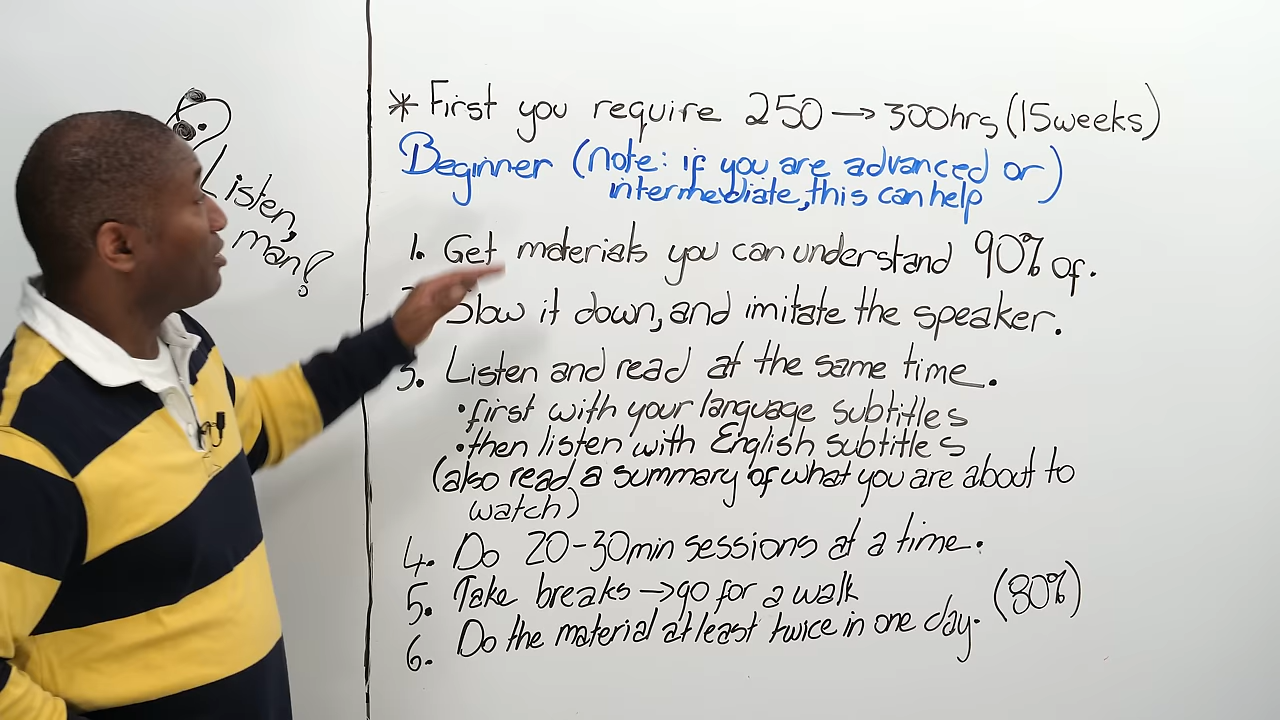 Listen,
man!
* First you require 250 → 300hrs (15 weeks)
Beginner (note: if you are advanced or)
intermediate, this can help
1. Get materials you can understand 90% of.
Slow it down, and imitate the speaker.
3. Listen and read at the same time.
• first with your language subtitles
• then listen with English subtitles
(also read a summary of what you are about to
watch)
4. Do 20-30min sessions at a time.
5. Take breaks → go for a walk
6. Do the material at least twice in one day. (80%)